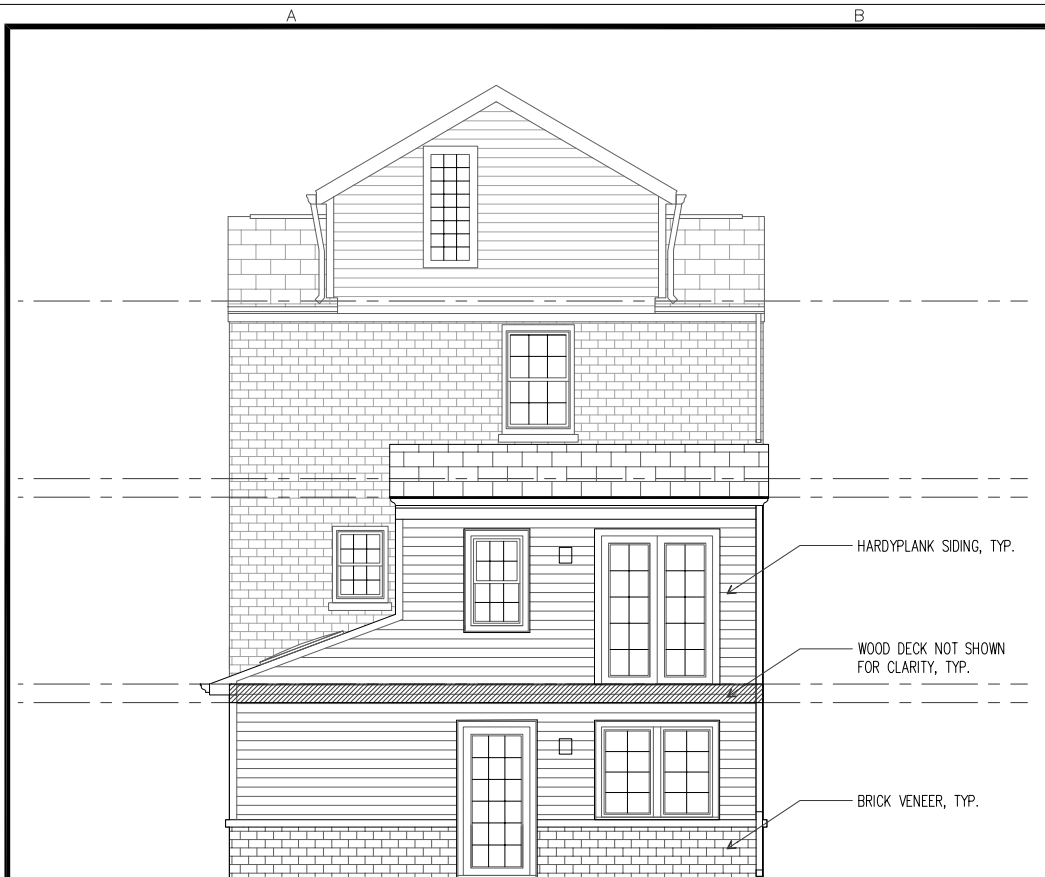 A B
HARDYPLANK SIDING, TYP.
WOOD DECK NOT SHOWN
FOR CLARITY, TYP.
BRICK VENEER, TYP.